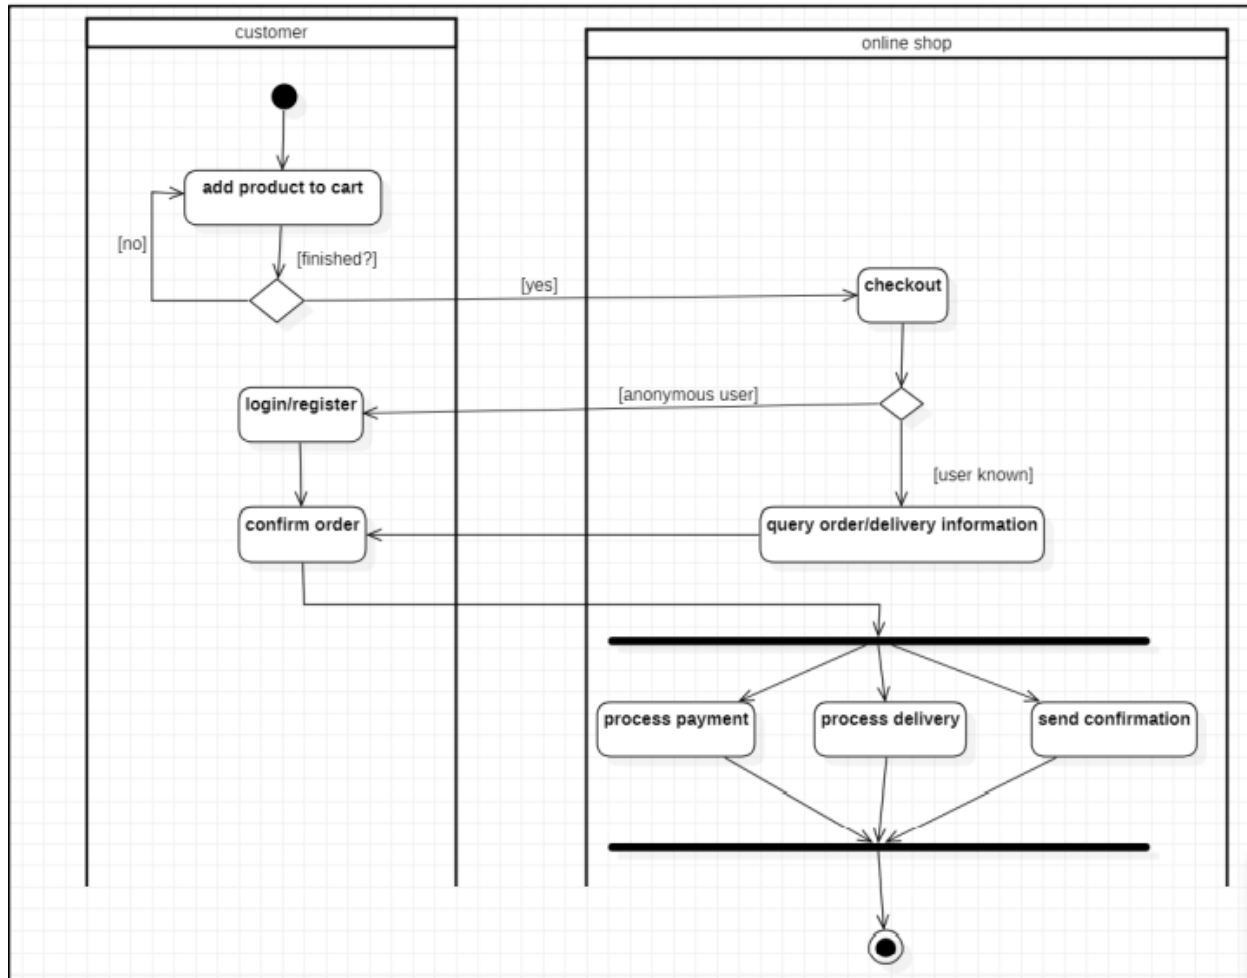 customer
online shop
add product to cart
[no]
[finished?]
[yes]
checkout
[anonymous user]
login/register
[user known]
confirm order
query order/delivery information
process payment
process delivery
send confirmation